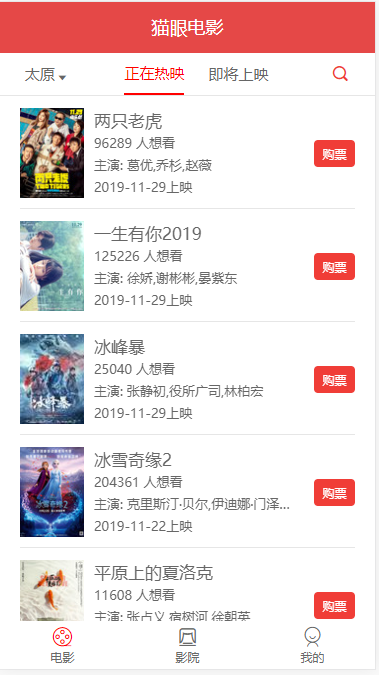 猫眼电影
太原 正在热映 即将上映
两只老虎
96289 人想看
主演: 葛优,乔杉,赵薇
2019-11-29上映
购票
一生有你2019
125226 人想看
主演: 徐娇,谢彬彬,晏紫东
2019-11-29上映
购票
冰峰暴
25040 人想看
主演: 张静初,役所广司,林柏宏
2019-11-29上映
购票
冰雪奇缘2
204361 人想看
主演: 克里斯汀·贝尔,伊迪娜·门泽...
2019-11-22上映
购票
平原上的夏洛克
11608 人想看
主演: 张占义,宿树河,徐朝英
购票
电影 影院 我的